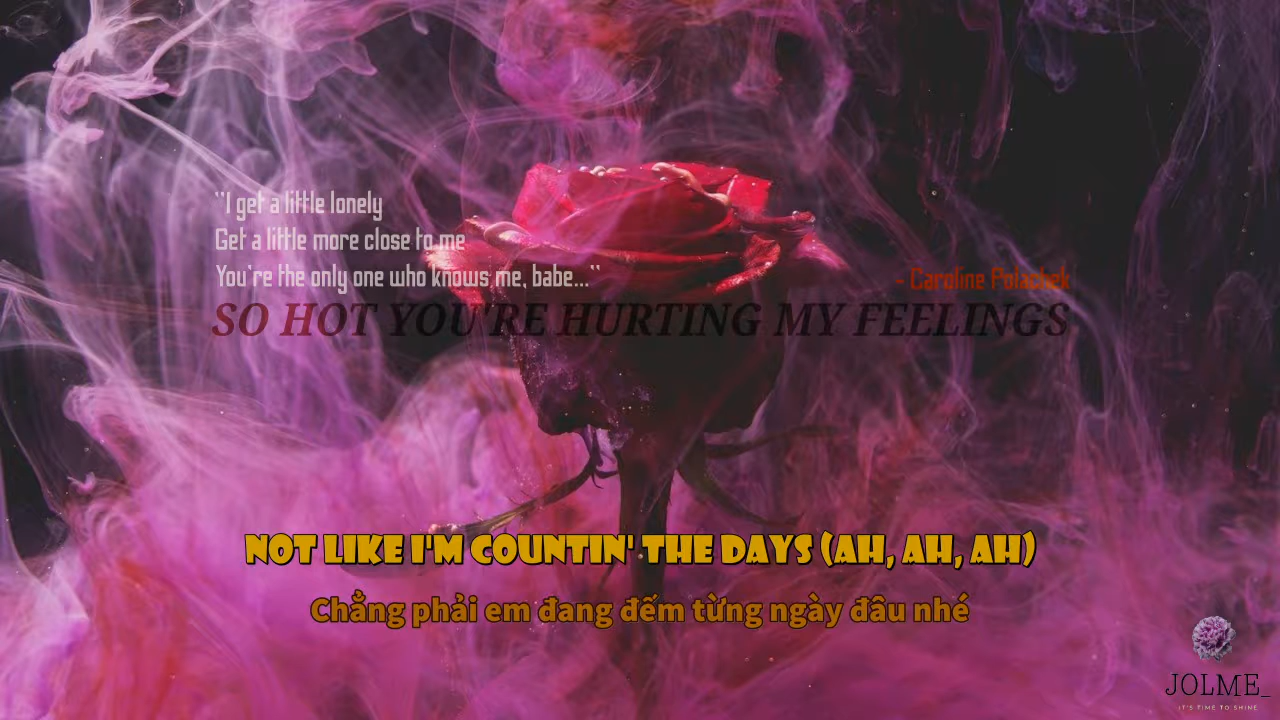 "I get a little lonely
Get a little more close to me
You're the only one who knows me, babe..."
- Caroline Polachek
SO HOT YOU'RE HURTING MY FEELINGS
NOT LIKE I'M COUNTIN' THE DAYS (AH, AH, AH)
Chẳng phải em đang đếm từng ngày đâu nhé
JOLME_
IT'S TIME TO SHINE